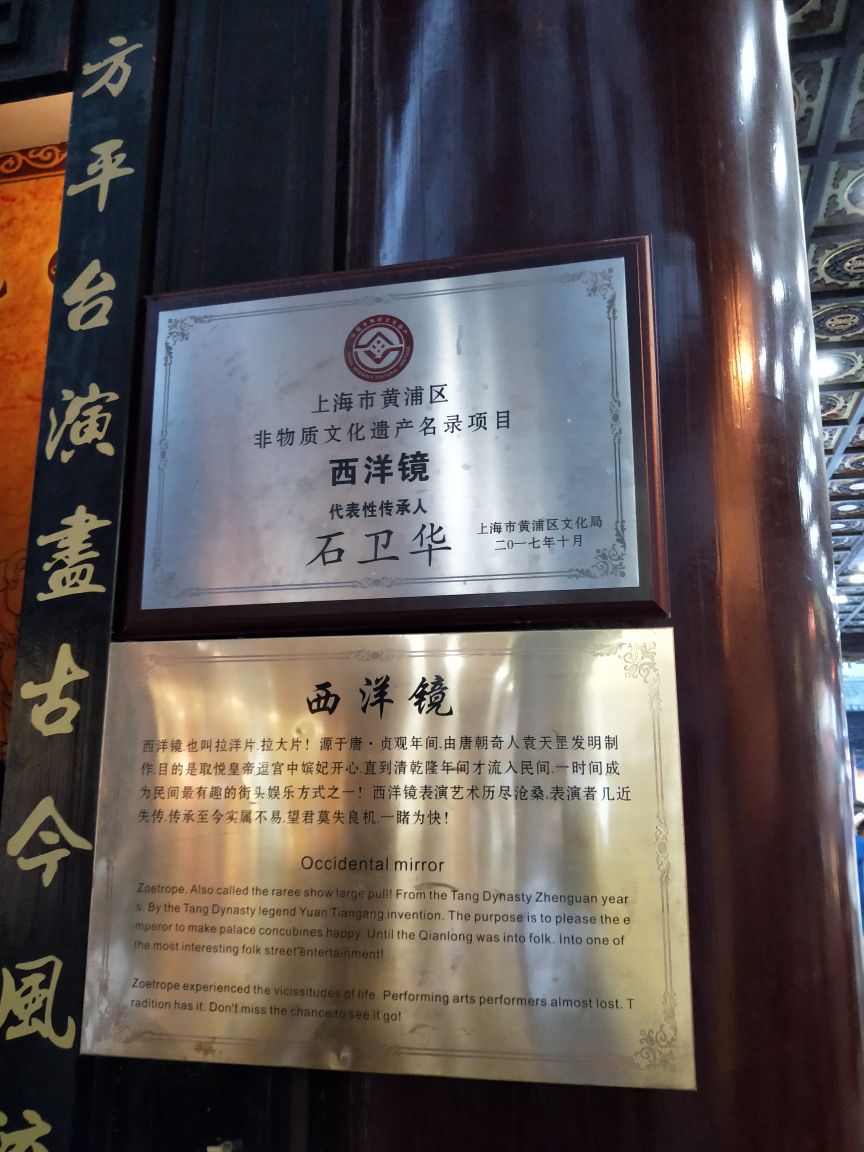 方平台演盡古今風
上海市黄浦区
非物质文化遗产名录项目
西洋镜
代表性传承人
石卫华
上海市黄浦区文化局
二〇一七年十月
西洋镜
西洋镜.也叫拉洋片.拉大片！源于唐·贞观年间.由唐朝奇人袁天罡发明制
作.目的是取悦皇帝逗宫中嫔妃开心.直到清乾隆年间才流入民间.一时间成
为民间最有趣的街头娱乐方式之一！西洋镜表演艺术历尽沧桑.表演者几近
失传.传承至今实属不易.望君莫失良机.一睹为快！
Occidental mirror
Zoetrope. Also called the raree show large pull! From the Tang Dynasty Zhenguan year
s. By the Tang Dynasty legend Yuan Tiangang invention. The purpose is to please the e
mperor to make palace concubines happy. Until the Qianlong was into folk. Into one of
the most interesting folk street entertainment!
Zoetrope experienced the vicissitudes of life. Performing arts performers almost lost. T
radition has it. Don't miss the chance to see it go!